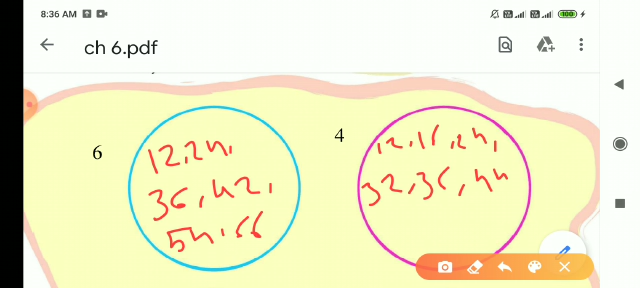 8:36 AM
100
ch 6.pdf
6
12, 24,
36, 42,
54, 66
4
12, 16, 24,
32, 36, 44